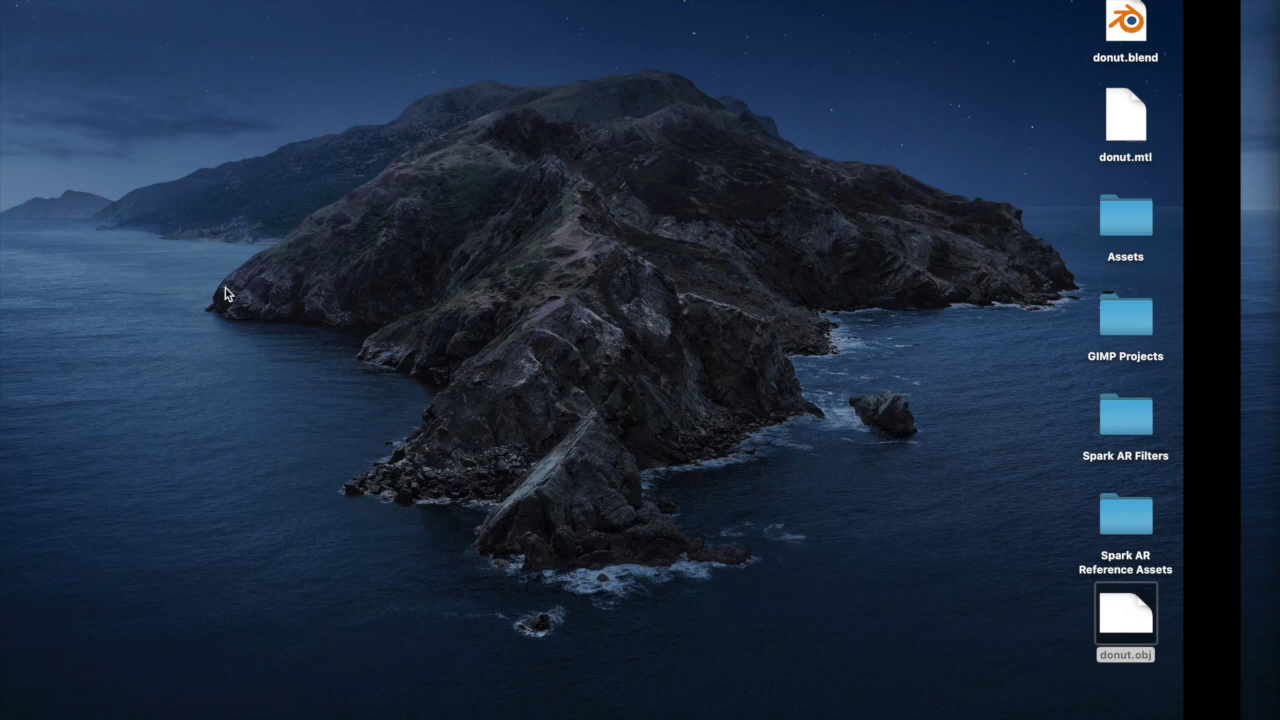 donut.blend
donut.mtl
Assets
GIMP Projects
Spark AR Filters
Spark AR
Reference Assets
donut.obj